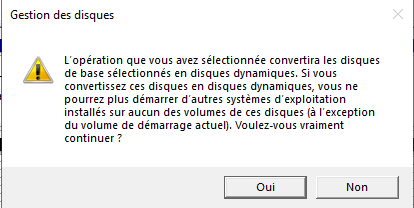 Gestion des disques
L'opération que vous avez sélectionnée convertira les disques
de base sélectionnés en disques dynamiques. Si vous
convertissez ces disques en disques dynamiques, vous ne
pourrez plus démarrer d'autres systèmes d'exploitation
installés sur aucun des volumes de ces disques (à l'exception
du volume de démarrage actuel). Voulez-vous vraiment
continuer ?
Oui
Non